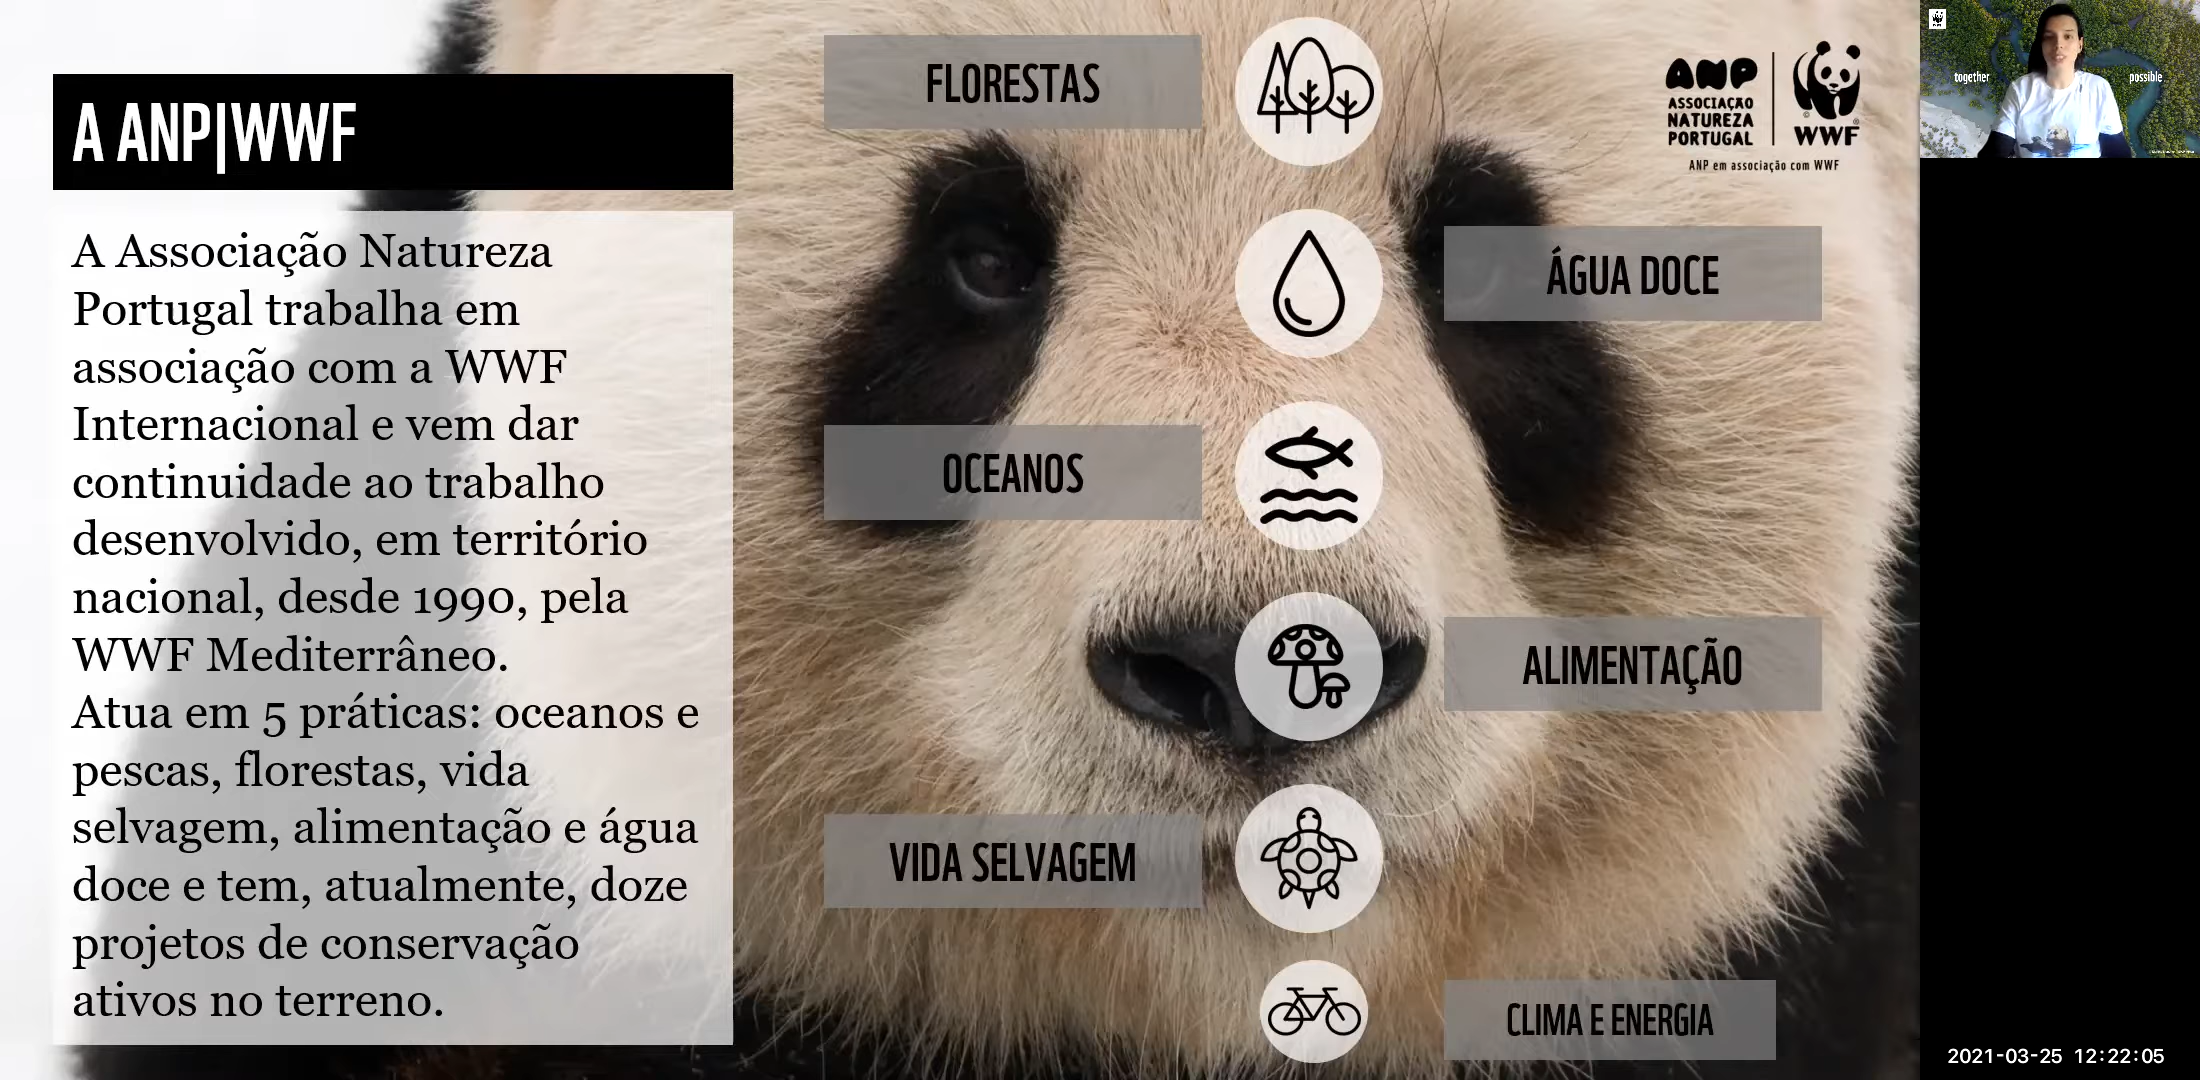 A ANP|WWF
A Associação Natureza
Portugal trabalha em
associação com a WWF
Internacional e vem dar
continuidade ao trabalho
desenvolvido, em território
nacional, desde 1990, pela
WWF Mediterrâneo.
Atua em 5 práticas: oceanos e
pescas, florestas, vida
selvagem, alimentação e água
doce e tem, atualmente, doze
projetos de conservação
ativos no terreno.
FLORESTAS
ÁGUA DOCE
OCEANOS
ALIMENTAÇÃO
VIDA SELVAGEM
CLIMA E ENERGIA
ANP
ASSOCIAÇÃO
NATUREZA
PORTUGAL
WWF
ANP em associação com WWF
together possible
2021-03-25 12:22:05